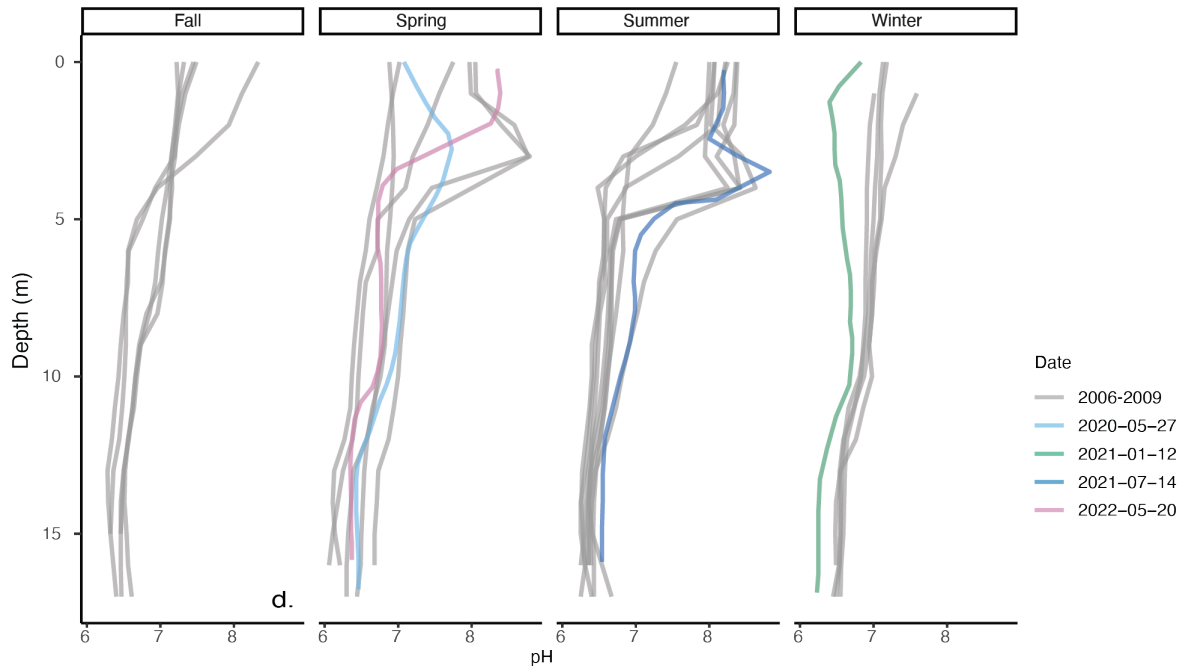 Fall Spring Summer Winter
0
5
10
15
Depth (m)
d.
6 7 8 6 7 8 6 7 8 6 7 8
pH
Date
2006-2009
2020−05−27
2021−01−12
2021−07−14
2022−05−20